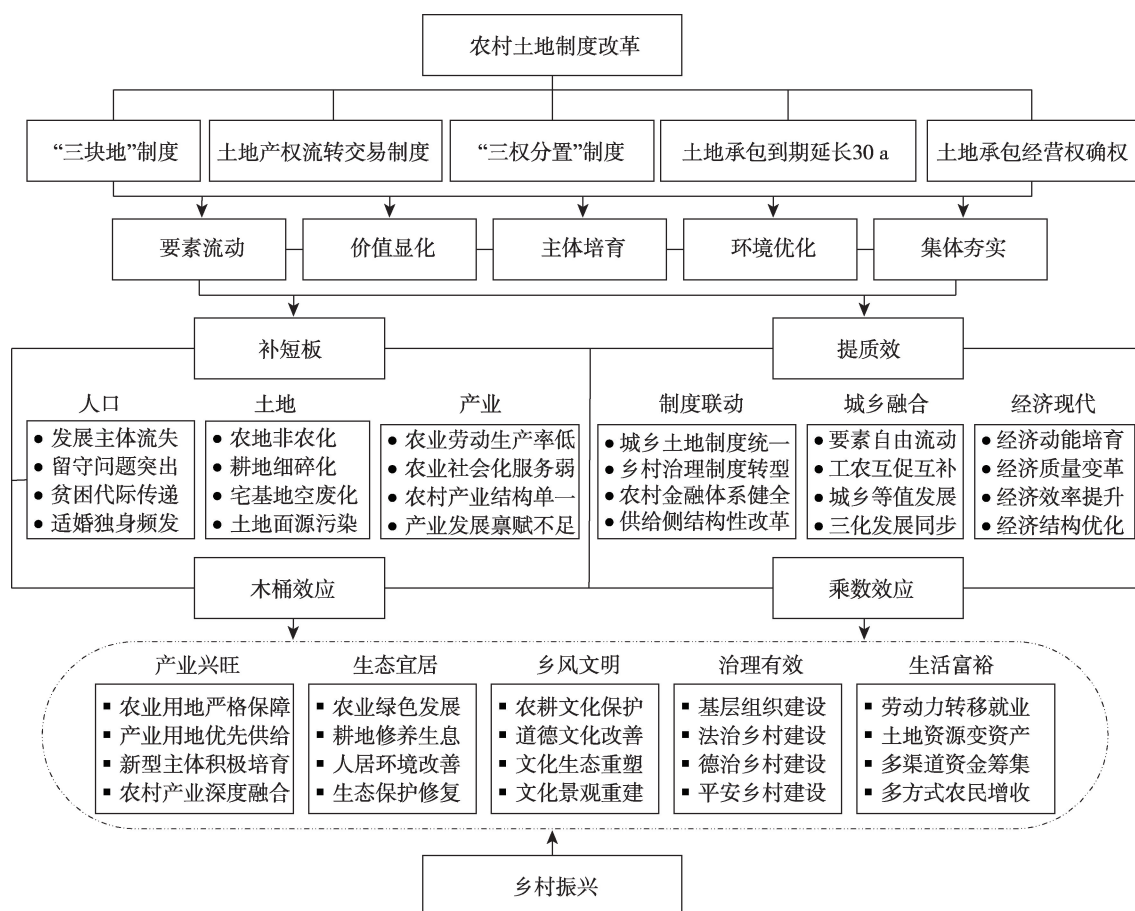 农村土地制度改革
“三块地”制度
土地产权流转交易制度
“三权分置”制度
土地承包到期延长30 a
土地承包经营权确权
要素流动
价值显化
主体培育
环境优化
集体夯实
补短板
提质效
人口
● 发展主体流失
● 留守问题突出
● 贫困代际传递
● 适婚独身频发
土地
● 农地非农化
● 耕地细碎化
● 宅基地空废化
● 土地面源污染
产业
● 农业劳动生产率低
● 农业社会化服务弱
● 农村产业结构单一
● 产业发展禀赋不足
制度联动
● 城乡土地制度统一
● 乡村治理制度转型
● 农村金融体系健全
● 供给侧结构性改革
城乡融合
● 要素自由流动
● 工农互促互补
● 城乡等值发展
● 三化发展同步
经济现代
● 经济动能培育
● 经济质量变革
● 经济效率提升
● 经济结构优化
木桶效应
乘数效应
产业兴旺
▪ 农业用地严格保障
▪ 产业用地优先供给
▪ 新型主体积极培育
▪ 农村产业深度融合
生态宜居
▪ 农业绿色发展
▪ 耕地修养生息
▪ 人居环境改善
▪ 生态保护修复
乡风文明
▪ 农耕文化保护
▪ 道德文化改善
▪ 文化生态重塑
▪ 文化景观重建
治理有效
▪ 基层组织建设
▪ 法治乡村建设
▪ 德治乡村建设
▪ 平安乡村建设
生活富裕
▪ 劳动力转移就业
▪ 土地资源变资产
▪ 多渠道资金筹集
▪ 多方式农民增收
乡村振兴